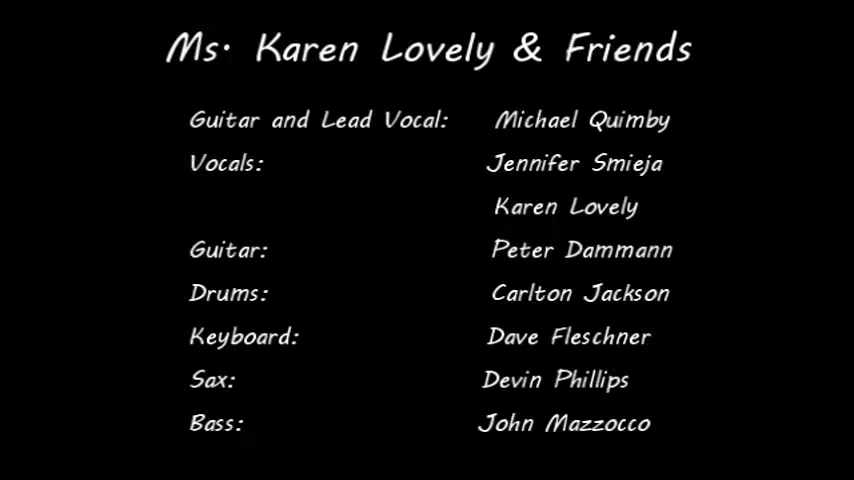 Ms. Karen Lovely & Friends
Guitar and Lead Vocal: Michael Quimby
Vocals: Jennifer Smieja
Karen Lovely
Guitar: Peter Dammann
Drums: Carlton Jackson
Keyboard: Dave Fleschner
Sax: Devin Phillips
Bass: John Mazzocco